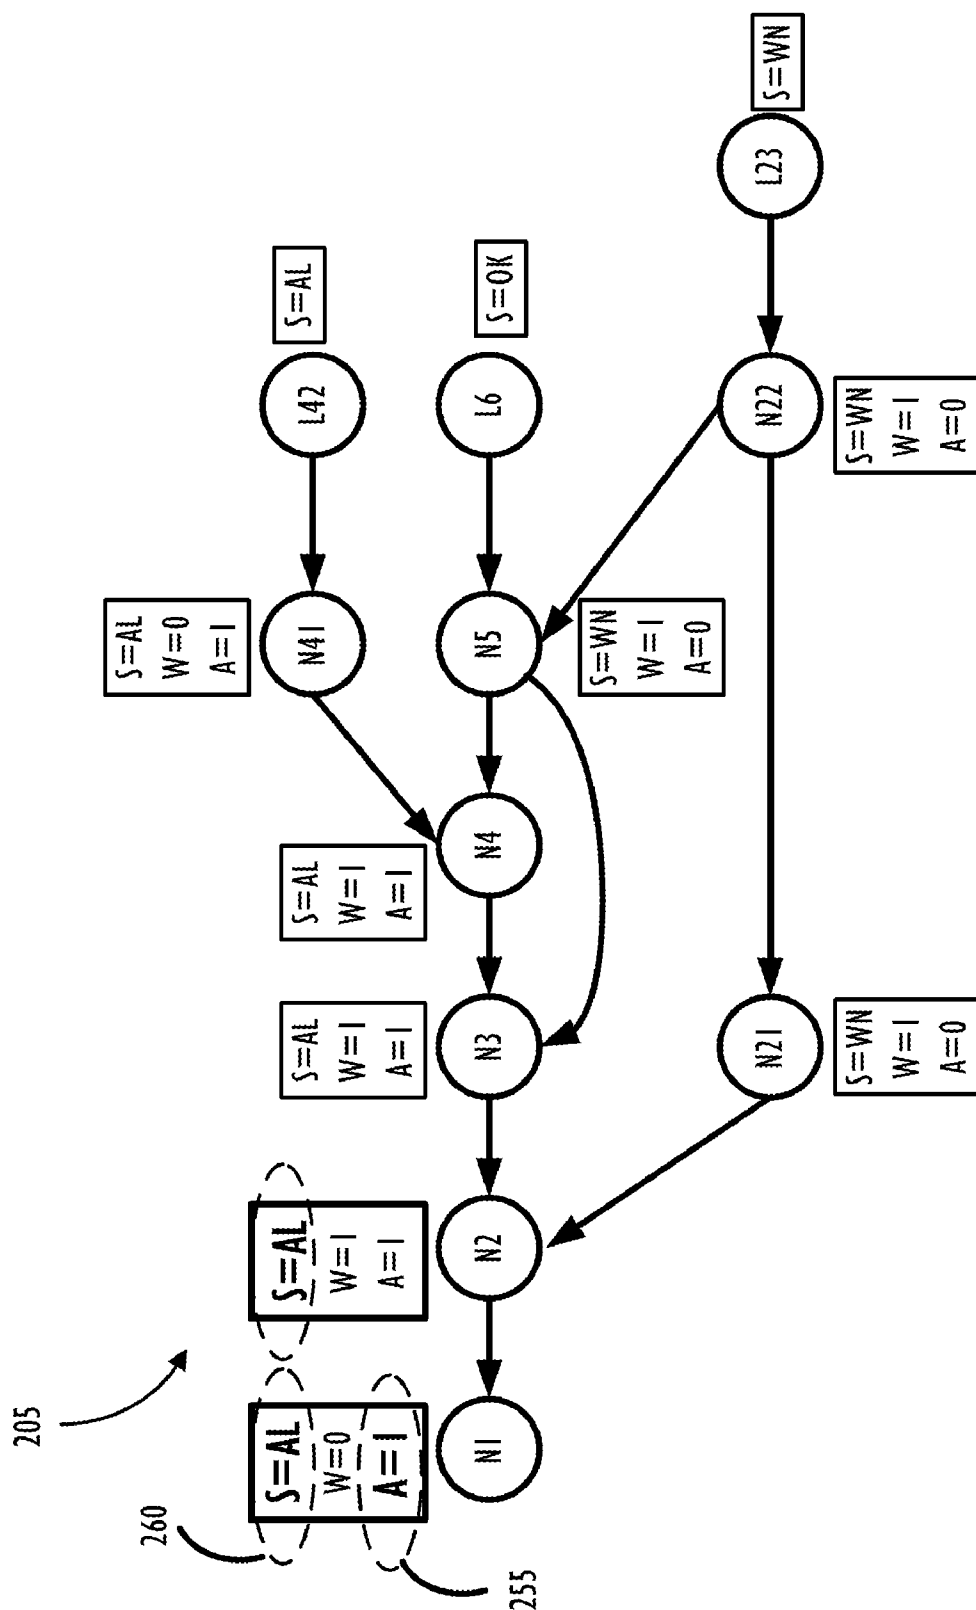 205
260
S=AL
W=0
A=1
S=AL
W=0
A=1
255
S=AL
W=1
A=1
S=AL
W=1
A=1
S=AL
W=1
A=1
N41
L42
S=AL
N1
N2
N3
N4
N5
L6
S=OK
S=WN
W=1
A=0
N21
N22
L23
S=WN
S=WN
W=1
A=0
S=WN
W=1
A=0